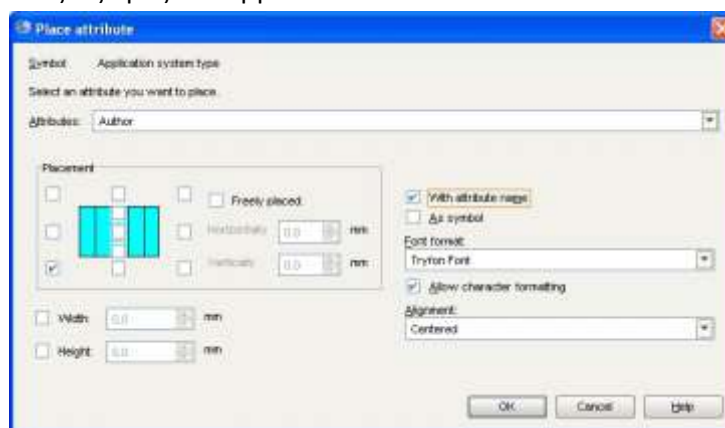 Place attribute
Symbol Application system type
Select an attribute you want to place.
Attributes: Author
Placement
Freely placed
Horizontally 0.0 mm
Vertically 0.0 mm
Width 0.0 mm
Height 0.0 mm
With attribute name
As symbol
Font format:
Tryton Font
Allow character formatting
Alignment:
Centered
OK Cancel Help